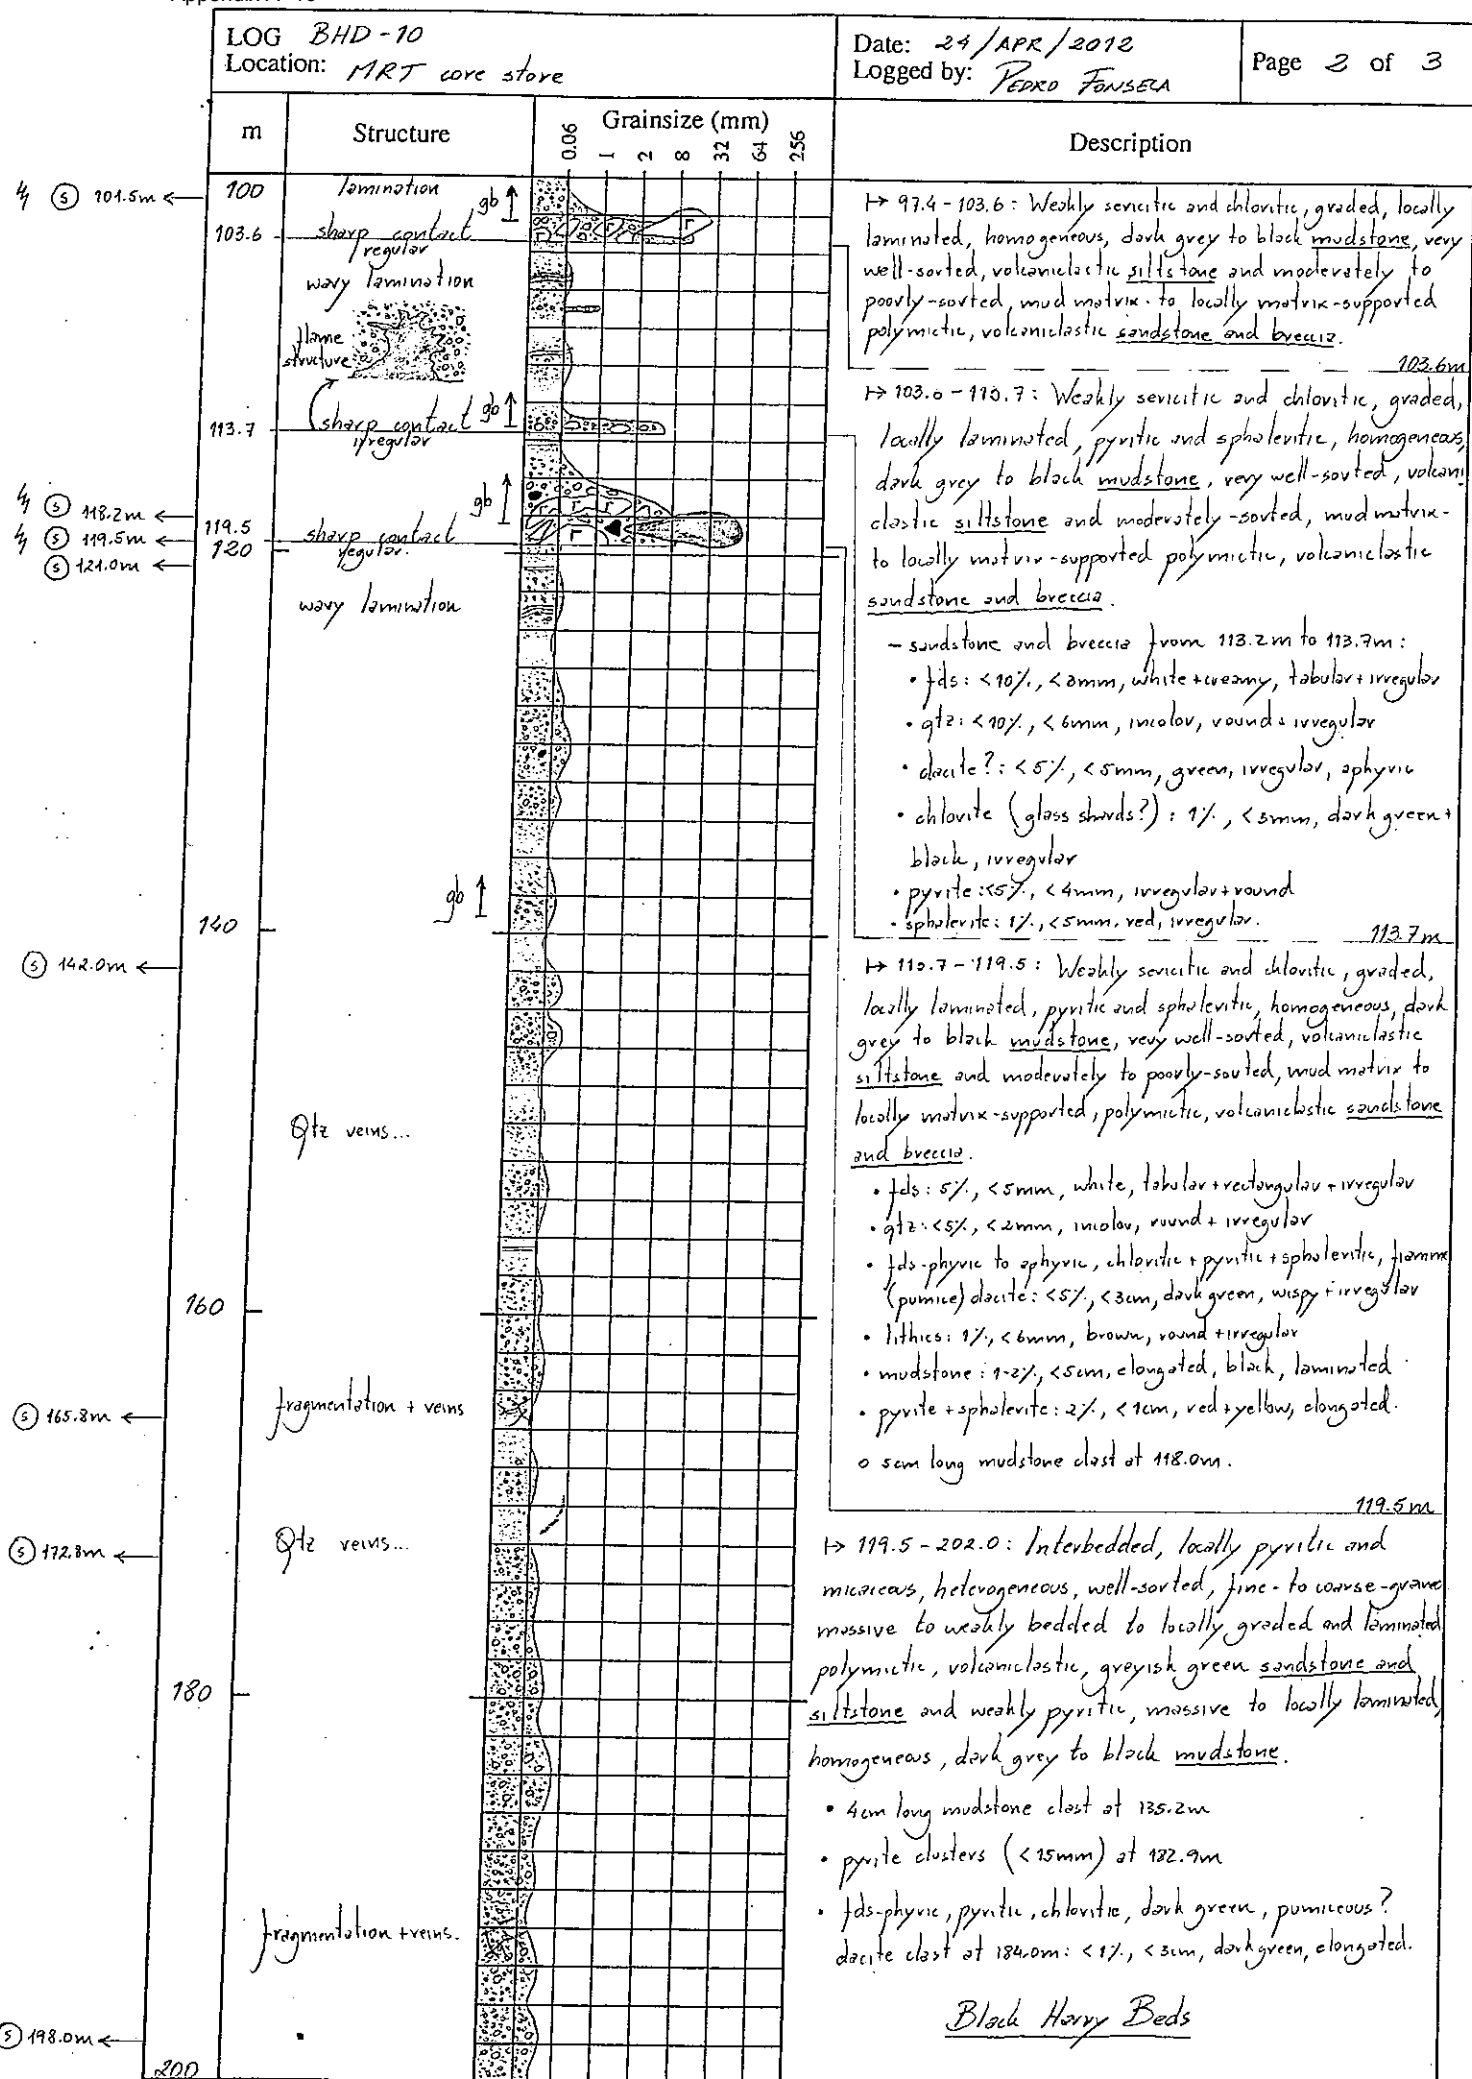 LOG BHD-10
Location: MRT core store
Date: 24/APR/2012
Logged by: PEDRO FONSECA
Page 2 of 3
m
Structure
Grainsize (mm)
0.06 1 2 8 32 64 256
Description
S 101.5m
100
lamination
gb
103.6
sharp contact
regular
wavy lamination
flame
structure
113.7
sharp contact
irregular
gb
gb
S 118.2m
S 119.5m
S 121.0m
119.5
120
sharp contact
regular.
wavy lamination
gb
140
S 142.0m
Qtz veins...
160
S 165.8m
fragmentation + veins
S 172.8m
Qtz veins...
180
fragmentation + veins.
S 198.0m
200
↦ 97.4 - 103.6: Weakly sericitic and chloritic, graded, locally
laminated, homogeneous, dark grey to black mudstone, very
well-sorted, volcaniclastic siltstone and moderately to
poorly-sorted, mud matrix- to locally matrix-supported
polymictic, volcaniclastic sandstone and breccia.
103.6m
↦ 103.6 - 113.7: Weakly sericitic and chloritic, graded,
locally laminated, pyritic and sphaleritic, homogeneous,
dark grey to black mudstone, very well-sorted, volcani
clastic siltstone and moderately-sorted, mud matrix-
to locally matrix-supported polymictic, volcaniclastic
sandstone and breccia.
- sandstone and breccia from 113.2m to 113.7m:
• fds: <10%, <3mm, white + creamy, tabular + irregular
• qtz: <10%, <6mm, incolor, round + irregular
• dacite?: <5%, <5mm, green, irregular, aphyric
• chlorite (glass shards?): 1%, <3mm, dark green +
black, irregular
• pyrite: <5%, <4mm, irregular + round
• sphalerite: 1%, <5mm, red, irregular.
113.7m
↦ 113.7 - 119.5: Weakly sericitic and chloritic, graded,
locally laminated, pyritic and sphaleritic, homogeneous, dark
grey to black mudstone, very well-sorted, volcaniclastic
siltstone and moderately to poorly-sorted, mud matrix to
locally matrix-supported, polymictic, volcaniclastic sandstone
and breccia.
• fds: 5%, <5mm, white, tabular + rectangular + irregular
• qtz: <5%, <2mm, incolor, round + irregular
• fds-phyric to aphyric, chloritic + pyritic + sphaleritic, fiamme
(pumice) dacite: <5%, <3cm, dark green, wispy + irregular
• lithics: 1%, <6mm, brown, round + irregular
• mudstone: 1-2%, <5cm, elongated, black, laminated
• pyrite + sphalerite: 2%, <1cm, red + yellow, elongated.
o 5cm long mudstone clast at 118.0m.
119.5m
↦ 119.5 - 202.0: Interbedded, locally pyritic and
micaceous, heterogeneous, well-sorted, fine- to coarse-graine
massive to weakly bedded to locally graded and laminated
polymictic, volcaniclastic, greyish green sandstone and
siltstone and weakly pyritic, massive to locally laminated,
homogeneous, dark grey to black mudstone.
• 4cm long mudstone clast at 135.2m
• pyrite clusters (<15mm) at 182.9m
• fds-phyric, pyritic, chloritic, dark green, pumiceous?
dacite clast at 184.0m: <1%, <3cm, dark green, elongated.
Black Harry Beds